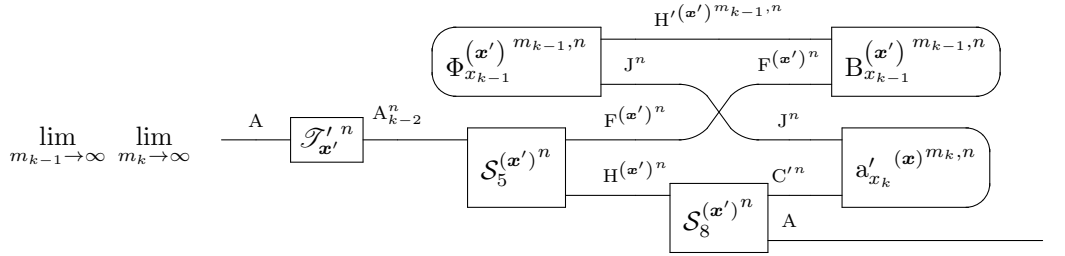 H′^{(𝒙′)^{m_{k−1},n}}
Φ_{x_{k−1}}^{(𝒙′)^{m_{k−1},n}} J^n F^{(𝒙′)^n} B_{x_{k−1}}^{(𝒙′)^{m_{k−1},n}}
lim_{m_{k−1}→∞} lim_{m_k→∞} A 𝒯′_{𝒙′}^n A^n_{k−2} 𝒮_5^{(𝒙′)^n} F^{(𝒙′)^n} J^n a′_{x_k}^{(𝒙)^{m_k,n}}
H^{(𝒙′)^n} 𝒮_8^{(𝒙′)^n} C′^n
A